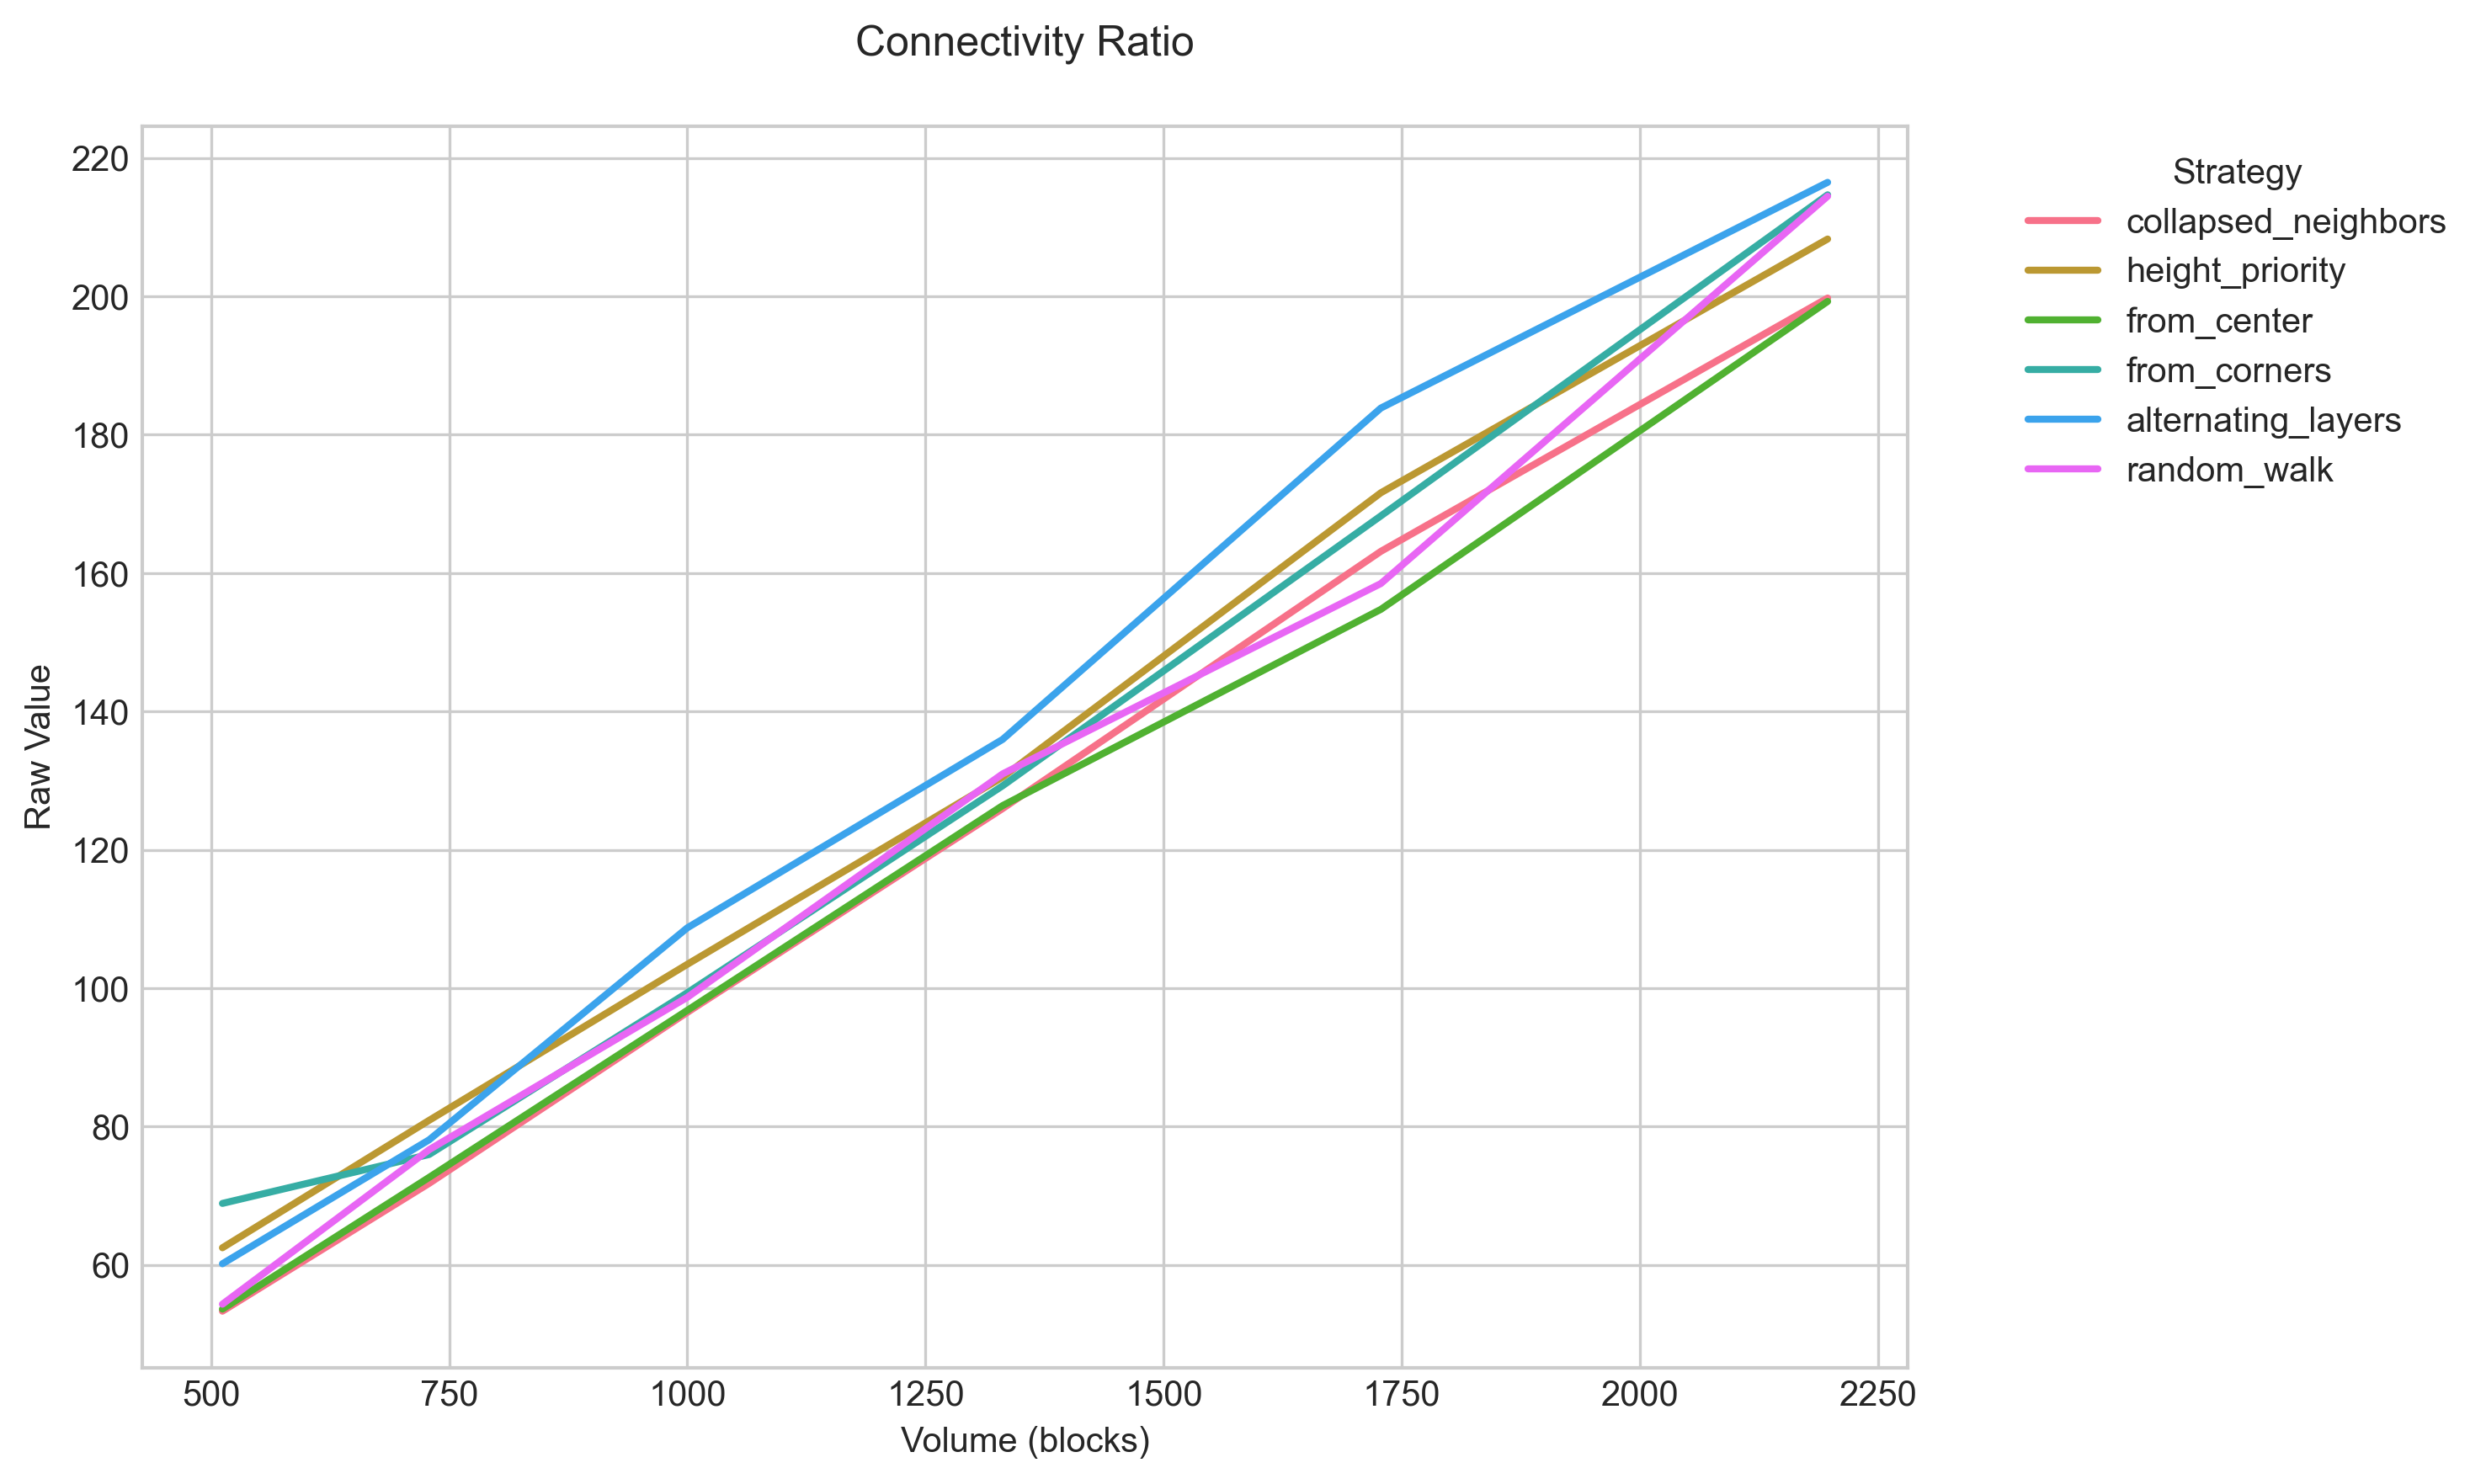 Connectivity Ratio
220
200
180
160
140
120
100
80
60
Raw Value
500 750 1000 1250 1500 1750 2000 2250
Volume (blocks)
Strategy
collapsed_neighbors
height_priority
from_center
from_corners
alternating_layers
random_walk